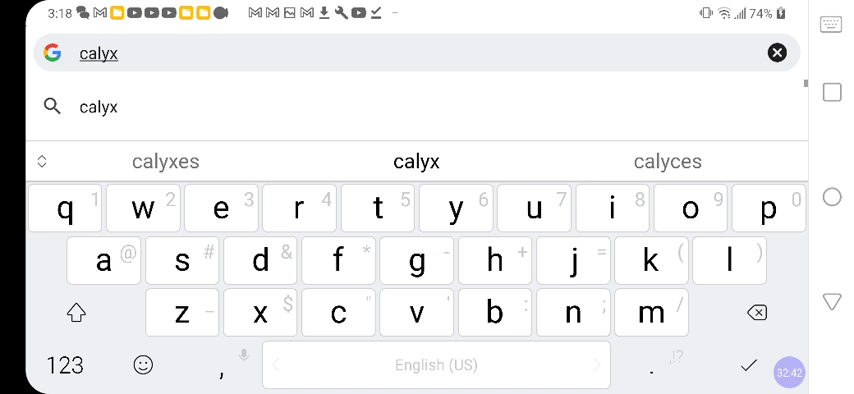 3:18 74%
calyx
calyx
calyxes calyx calyces
q 1 w 2 e 3 r 4 t 5 y 6 u 7 i 8 o 9 p 0
a @ s # d & f * g - h + j = k ( l )
z _ x $ c " v ' b : n ; m /
123 , English (US) . ,!?
32:42